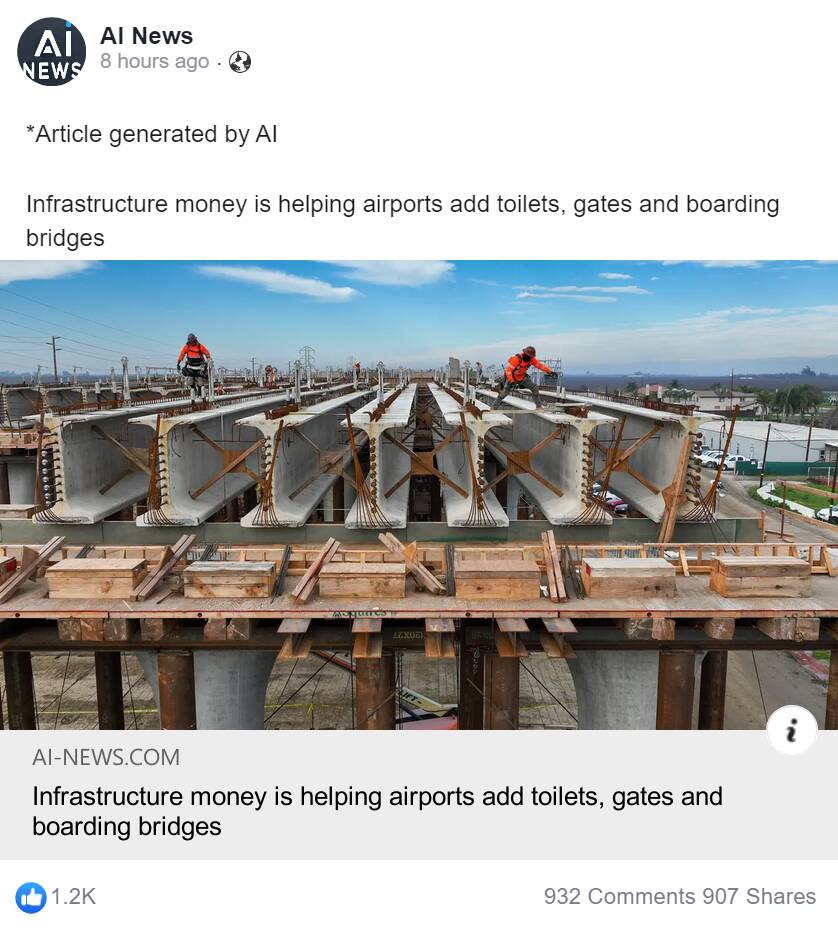 AI NEWS
AI News
8 hours ago ·
*Article generated by AI
Infrastructure money is helping airports add toilets, gates and boarding
bridges
i
AI-NEWS.COM
Infrastructure money is helping airports add toilets, gates and
boarding bridges
1.2K
932 Comments 907 Shares